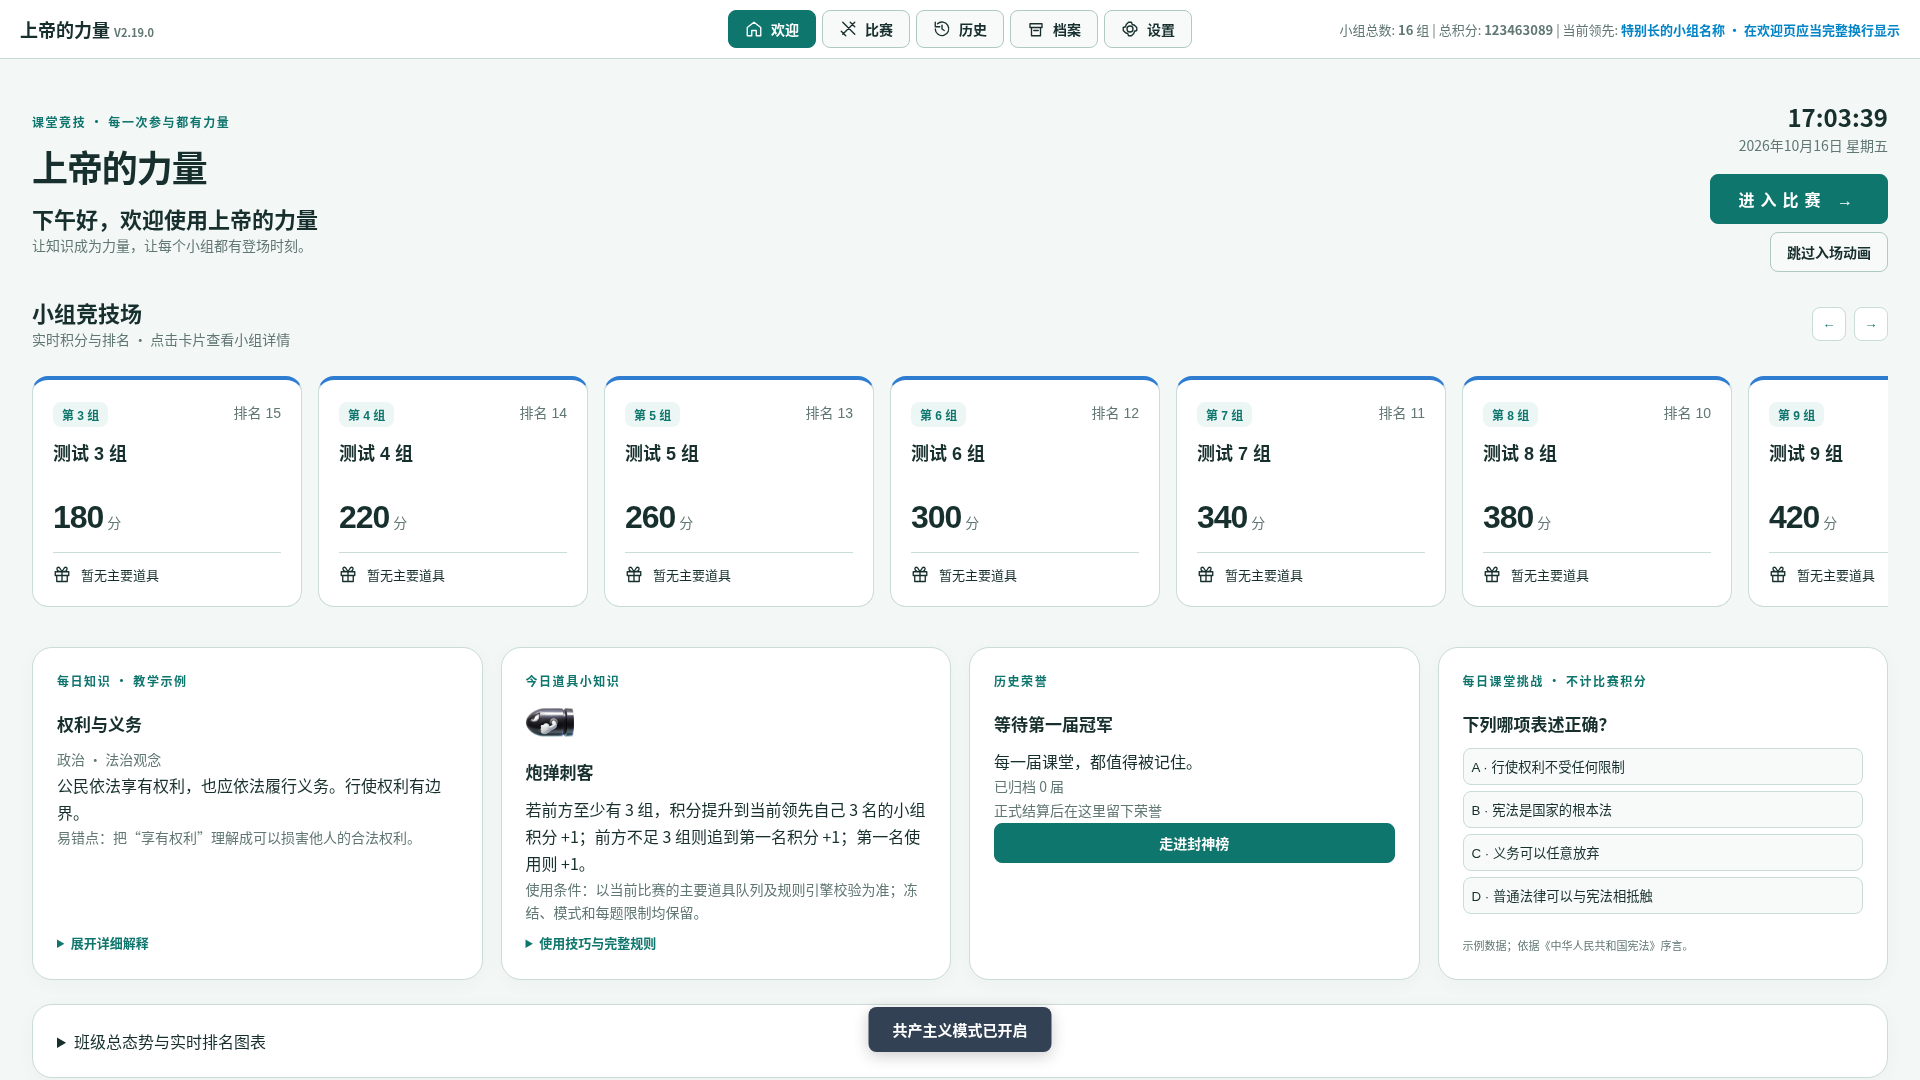 上帝的力量 V2.19.0
欢迎
比赛
历史
档案
设置
小组总数: 16 组 | 总积分: 123463089 | 当前领先: 特别长的小组名称 · 在欢迎页应当完整换行显示
课堂竞技 · 每一次参与都有力量
上帝的力量
下午好，欢迎使用上帝的力量
让知识成为力量，让每个小组都有登场时刻。
17:03:39
2026年10月16日 星期五
进入比赛 →
跳过入场动画
小组竞技场
实时积分与排名 · 点击卡片查看小组详情
← →
第 3 组 排名 15
测试 3 组
180 分
暂无主要道具
第 4 组 排名 14
测试 4 组
220 分
暂无主要道具
第 5 组 排名 13
测试 5 组
260 分
暂无主要道具
第 6 组 排名 12
测试 6 组
300 分
暂无主要道具
第 7 组 排名 11
测试 7 组
340 分
暂无主要道具
第 8 组 排名 10
测试 8 组
380 分
暂无主要道具
第 9 组
测试 9 组
420 分
暂无主要道具
每日知识 · 教学示例
权利与义务
政治 · 法治观念
公民依法享有权利，也应依法履行义务。行使权利有边
界。
易错点：把“享有权利”理解成可以损害他人的合法权利。
▶ 展开详细解释
今日道具小知识
炮弹刺客
若前方至少有 3 组，积分提升到当前领先自己 3 名的小组
积分 +1；前方不足 3 组则追到第一名积分 +1；第一名使
用则 +1。
使用条件：以当前比赛的主要道具队列及规则引擎校验为准；冻
结、模式和每题限制均保留。
▶ 使用技巧与完整规则
历史荣誉
等待第一届冠军
每一届课堂，都值得被记住。
已归档 0 届
正式结算后在这里留下荣誉
走进封神榜
每日课堂挑战 · 不计比赛积分
下列哪项表述正确？
A · 行使权利不受任何限制
B · 宪法是国家的根本法
C · 义务可以任意放弃
D · 普通法律可以与宪法相抵触
示例数据；依据《中华人民共和国宪法》序言。
▶ 班级总态势与实时排名图表
共产主义模式已开启